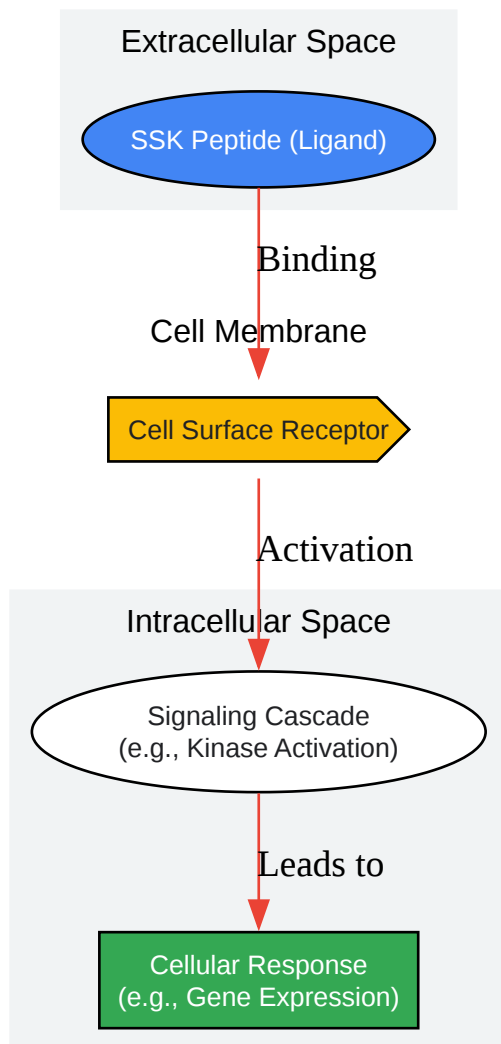 Extracellular Space
SSK Peptide (Ligand)
Binding
Cell Membrane
Cell Surface Receptor
Activation
Intracellular Space
Signaling Cascade
(e.g., Kinase Activation)
Leads to
Cellular Response
(e.g., Gene Expression)